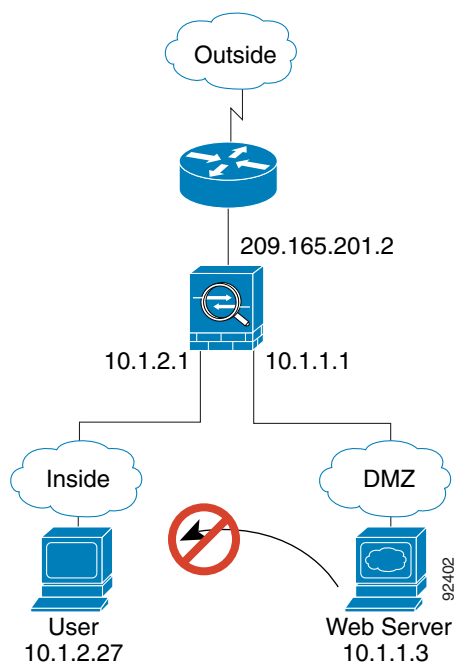 Outside
209.165.201.2
10.1.2.1
10.1.1.1
Inside
DMZ
User
10.1.2.27
Web Server
10.1.1.3
92402